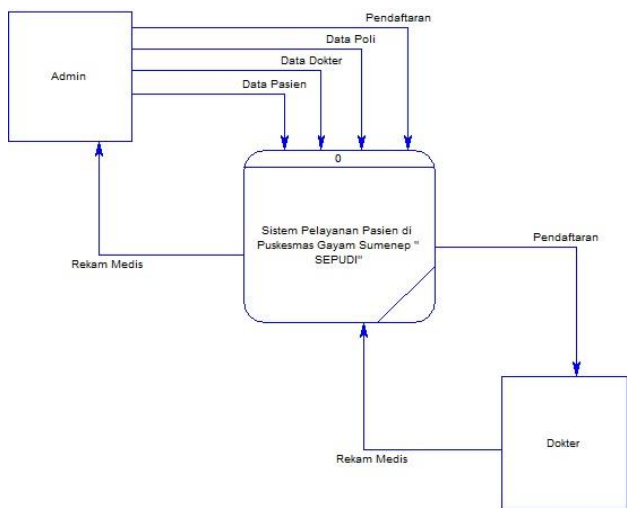 Pendaftaran
Data Poli
Data Dokter
Data Pasien
Admin
0
Sistem Pelayanan Pasien di
Puskesmas Gayam Sumenep "
SEPUDI"
Pendaftaran
Rekam Medis
Dokter
Rekam Medis